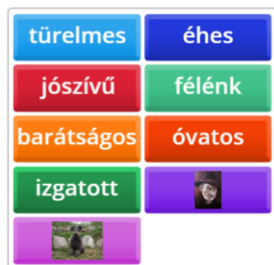 türelmes
éhes
jószívű
félénk
barátságos
óvatos
izgatott